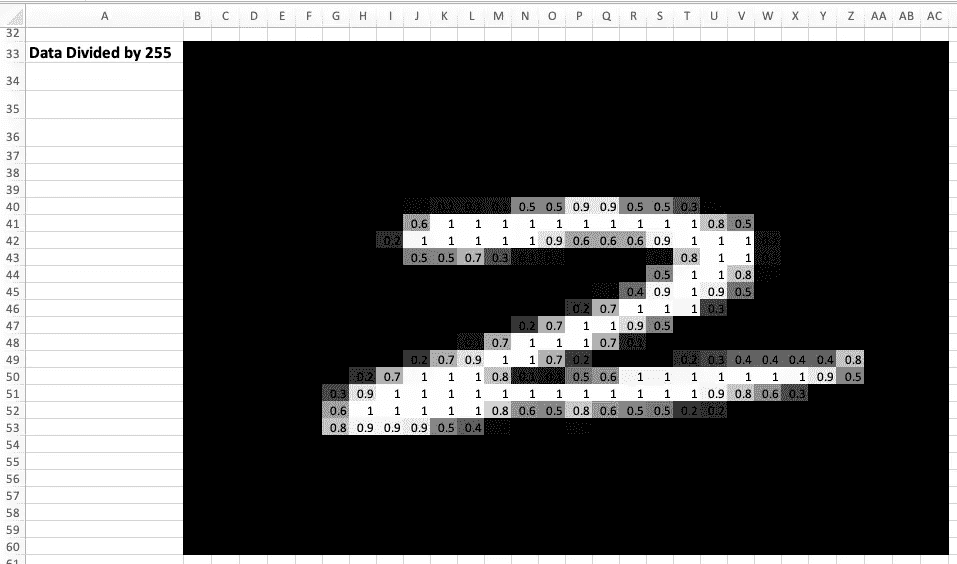 B C D E F G H I J K L M N O P Q R S T U V W X Y Z AA AB AC
A
32
33 Data Divided by 255
34
35
36
37
38
39
40 0.5 0.5 0.9 0.9 0.5 0.5 0.3
41 0.6 1 1 1 1 1 1 1 1 1 1 0.8 0.5
42 0.2 1 1 1 1 1 0.9 0.6 0.6 0.6 0.9 1 1 1
43 0.5 0.5 0.7 0.3 0.8 1 1
44 0.5 1 1 0.8
45 0.4 0.9 1 0.9 0.5
46 0.2 0.7 1 1 1 0.3
47 0.2 0.7 1 1 0.9 0.5
48 0.7 1 1 1 0.7
49 0.2 0.7 0.9 1 1 0.7 0.2 0.2 0.3 0.4 0.4 0.4 0.4 0.8
50 0.2 0.7 1 1 1 0.8 0.5 0.6 1 1 1 1 1 1 1 0.9 0.5
51 0.3 0.9 1 1 1 1 1 1 1 1 1 1 1 1 0.9 0.8 0.6 0.3
52 0.6 1 1 1 1 1 0.8 0.6 0.5 0.8 0.6 0.5 0.5 0.2 0.2
53 0.8 0.9 0.9 0.9 0.5 0.4
54
55
56
57
58
59
60
61